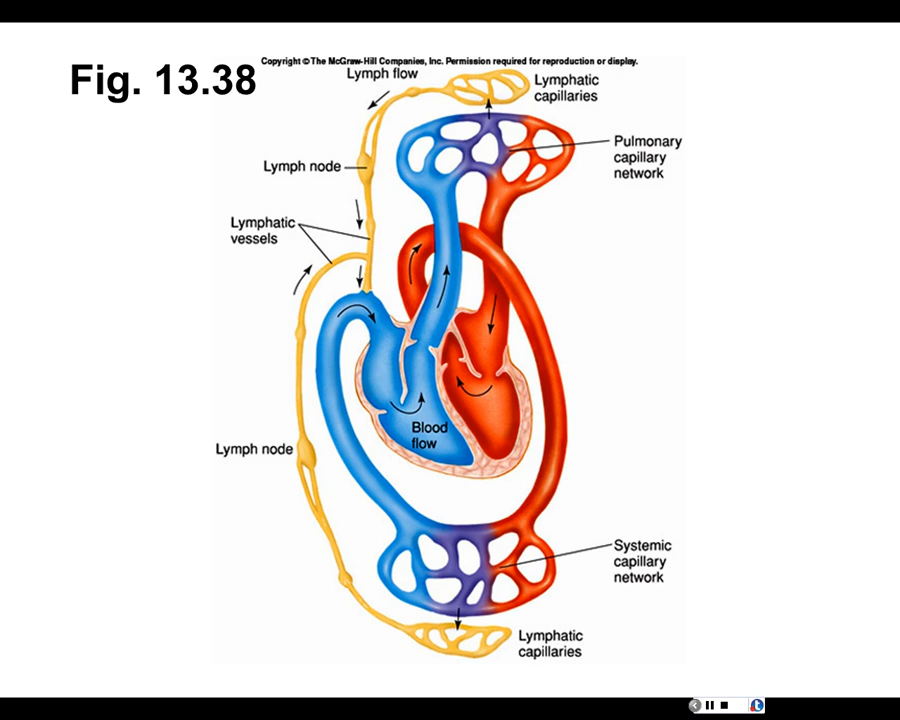 Fig. 13.38
Copyright © The McGraw-Hill Companies, Inc. Permission required for reproduction or display.
Lymph flow
Lymphatic
capillaries
Pulmonary
capillary
network
Lymph node
Lymphatic
vessels
Blood
flow
Lymph node
Systemic
capillary
network
Lymphatic
capillaries